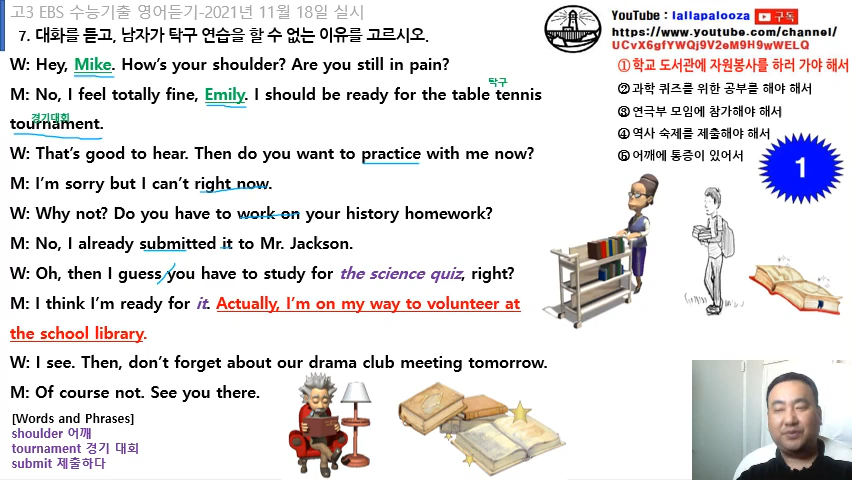 고3 EBS 수능기출 영어듣기-2021년 11월 18일 실시
7. 대화를 듣고, 남자가 탁구 연습을 할 수 없는 이유를 고르시오.
W: Hey, Mike. How's your shoulder? Are you still in pain?
탁구
M: No, I feel totally fine, Emily. I should be ready for the table tennis
경기대회
tournament.
W: That's good to hear. Then do you want to practice with me now?
M: I'm sorry but I can't right now.
W: Why not? Do you have to work on your history homework?
M: No, I already submitted it to Mr. Jackson.
W: Oh, then I guess you have to study for the science quiz, right?
M: I think I'm ready for it. Actually, I'm on my way to volunteer at
the school library.
W: I see. Then, don't forget about our drama club meeting tomorrow.
M: Of course not. See you there.
[Words and Phrases]
shoulder 어깨
tournament 경기 대회
submit 제출하다
YouTube : lallapalooza 구독
https://www.youtube.com/channel/
UCvX6gfYWQj9V2eM9H9wWELQ
①학교 도서관에 자원봉사를 하러 가야 해서
②과학 퀴즈를 위한 공부를 해야 해서
③연극부 모임에 참가해야 해서
④역사 숙제를 제출해야 해서
⑤어깨에 통증이 있어서
1